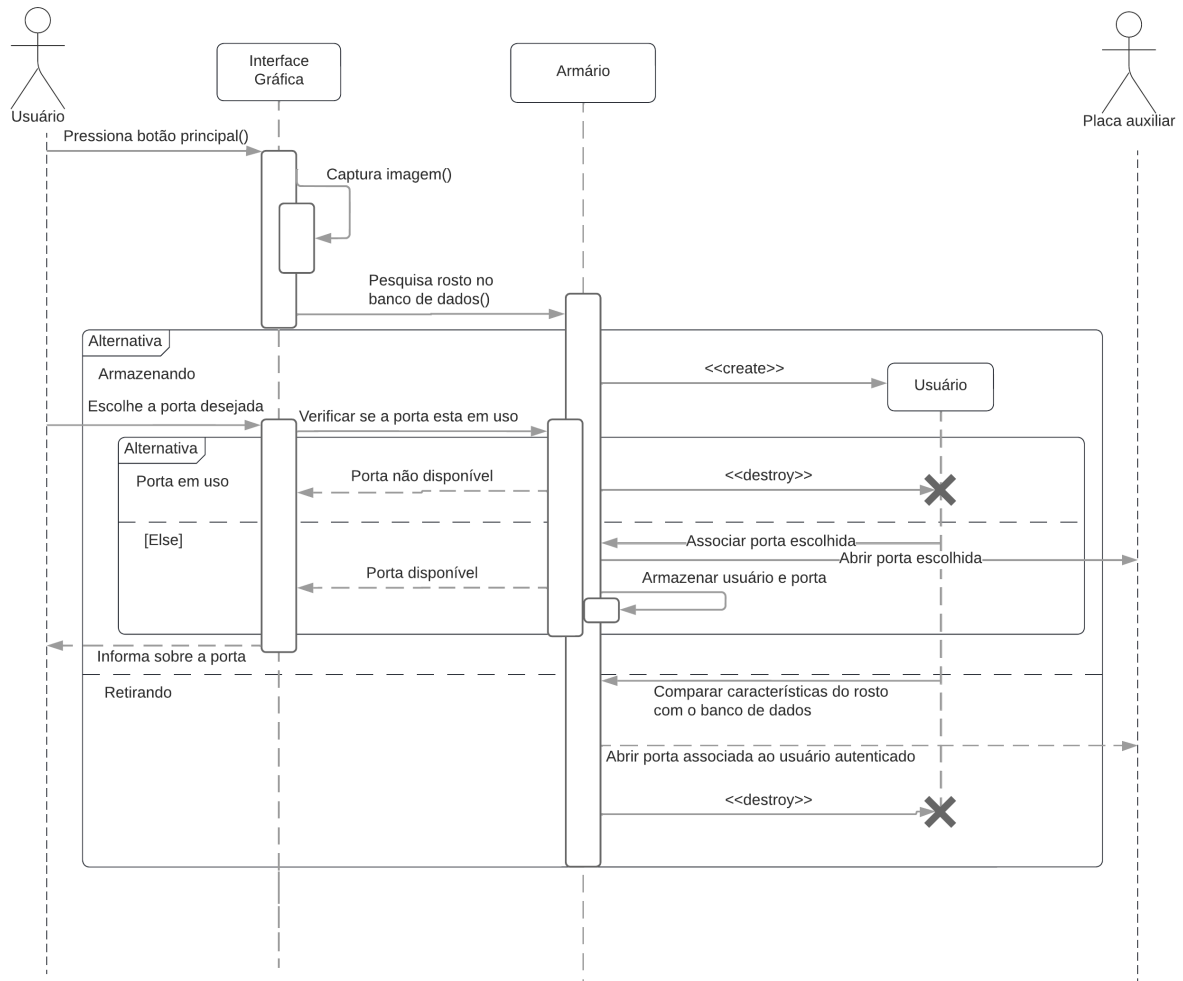 Usuário
Interface
Gráfica
Armário
Placa auxiliar
Pressiona botão principal()
Captura imagem()
Pesquisa rosto no
banco de dados()
Alternativa
Armazenando
<<create>>
Usuário
Escolhe a porta desejada
Verificar se a porta esta em uso
Alternativa
Porta em uso
Porta não disponível
<<destroy>>
[Else]
Associar porta escolhida
Abrir porta escolhida
Porta disponível
Armazenar usuário e porta
Informa sobre a porta
Retirando
Comparar características do rosto
com o banco de dados
Abrir porta associada ao usuário autenticado
<<destroy>>